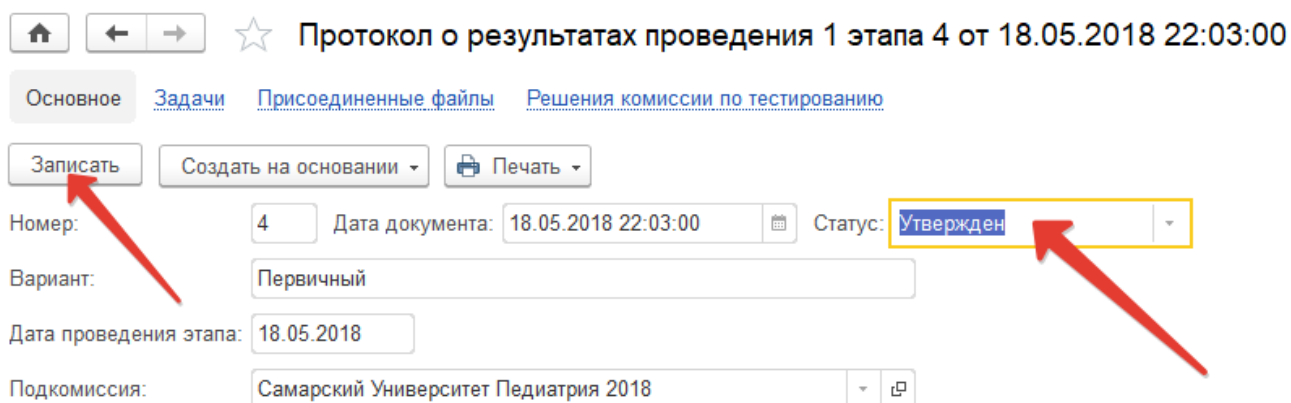 Протокол о результатах проведения 1 этапа 4 от 18.05.2018 22:03:00
Основное Задачи Присоединенные файлы Решения комиссии по тестированию
Записать Создать на основании Печать
Номер: 4 Дата документа: 18.05.2018 22:03:00 Статус: Утвержден
Вариант: Первичный
Дата проведения этапа: 18.05.2018
Подкомиссия: Самарский Университет Педиатрия 2018